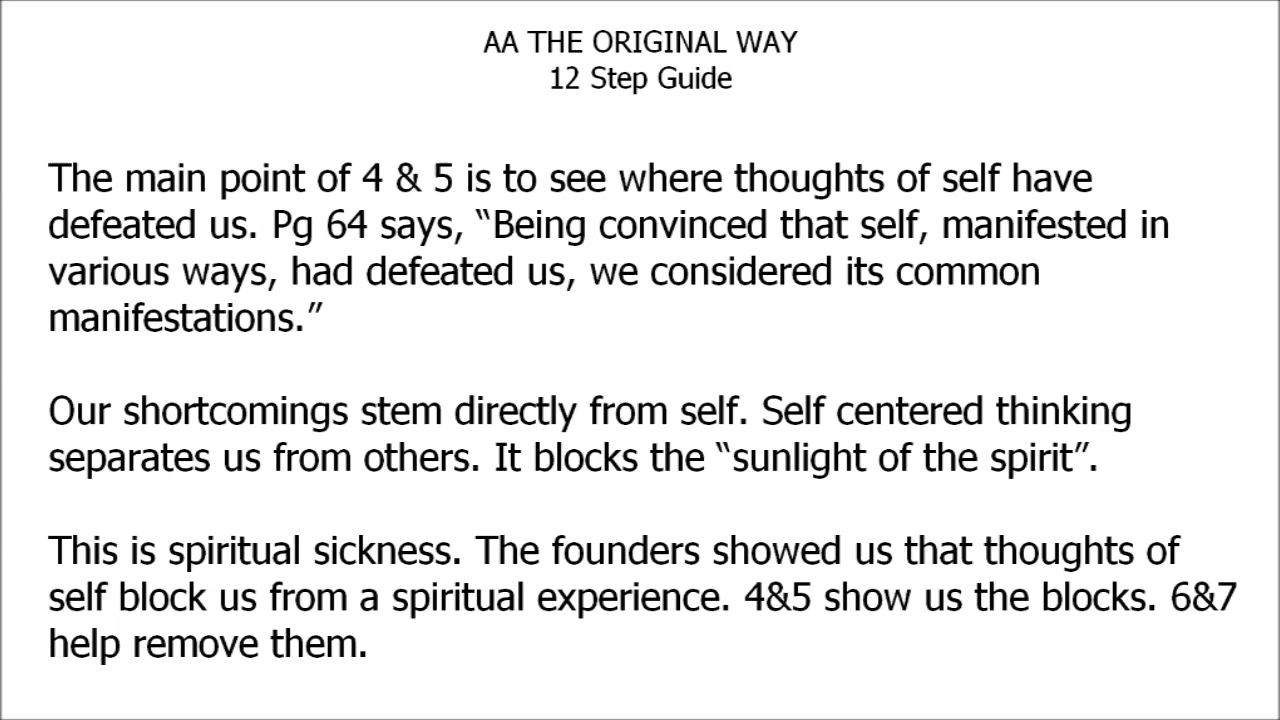 AA THE ORIGINAL WAY
12 Step Guide
The main point of 4 & 5 is to see where thoughts of self have
defeated us. Pg 64 says, “Being convinced that self, manifested in
various ways, had defeated us, we considered its common
manifestations.”
Our shortcomings stem directly from self. Self centered thinking
separates us from others. It blocks the “sunlight of the spirit”.
This is spiritual sickness. The founders showed us that thoughts of
self block us from a spiritual experience. 4&5 show us the blocks. 6&7
help remove them.